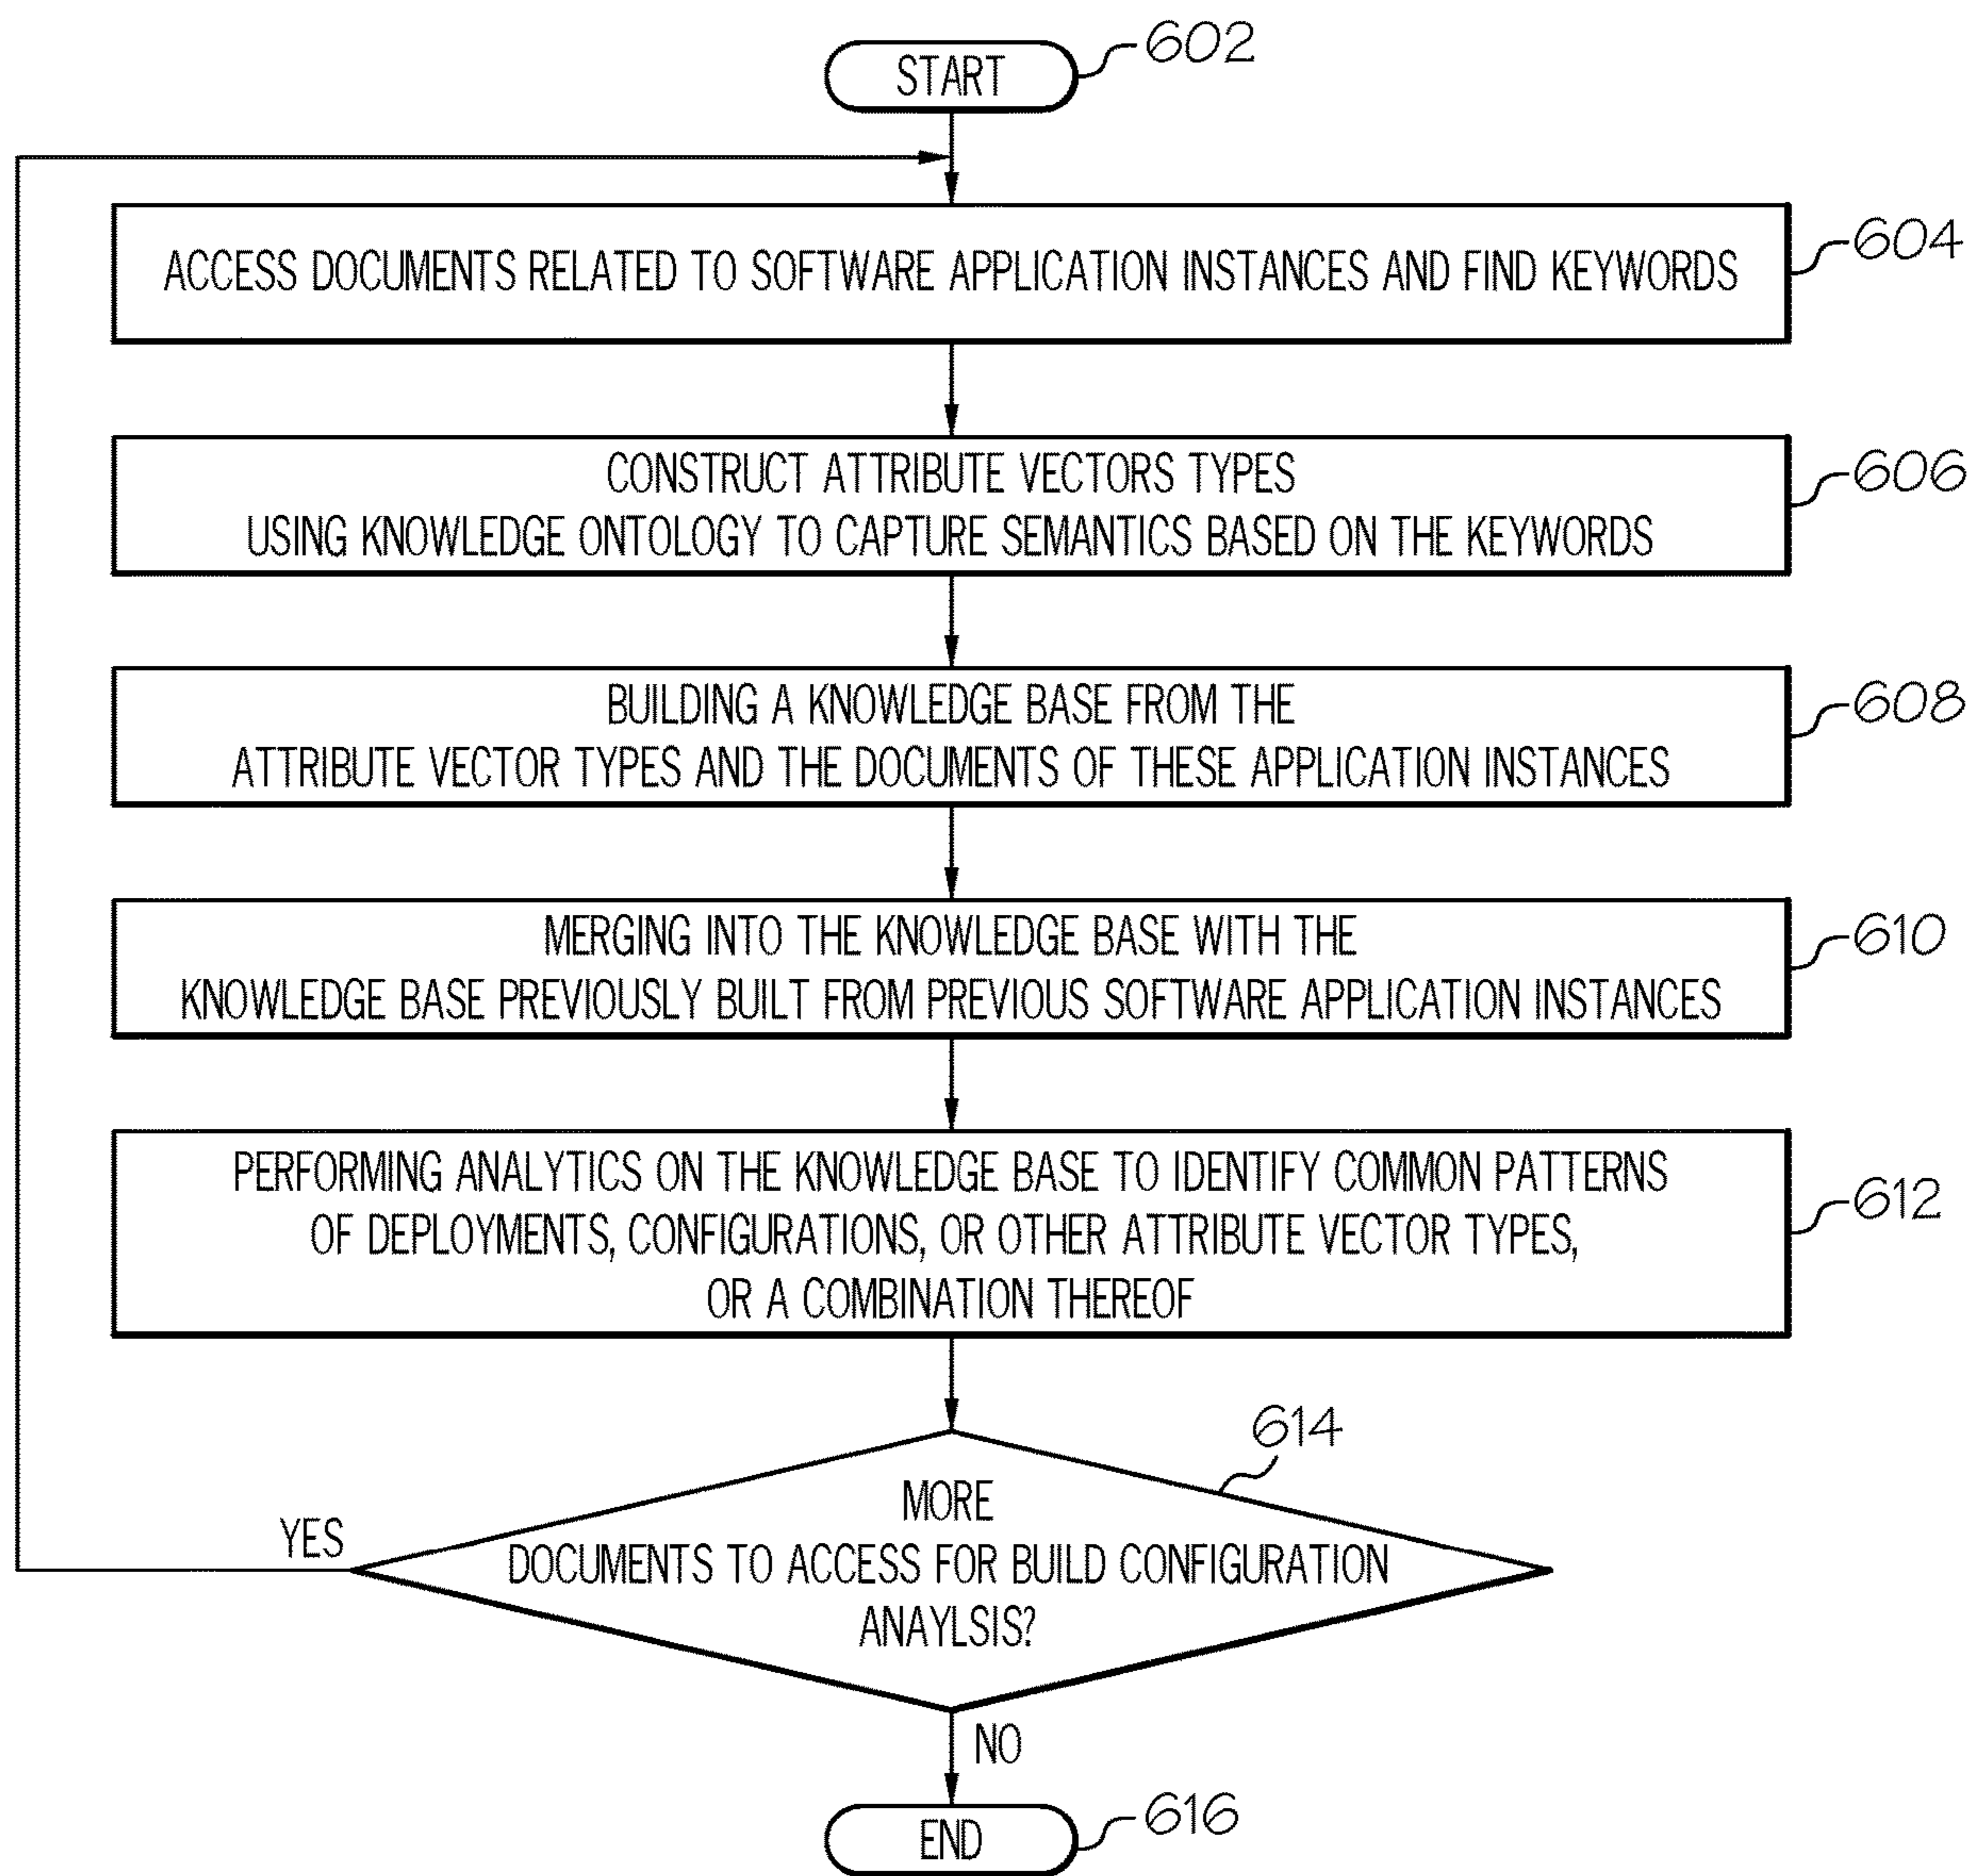 START
602
ACCESS DOCUMENTS RELATED TO SOFTWARE APPLICATION INSTANCES AND FIND KEYWORDS
604
CONSTRUCT ATTRIBUTE VECTORS TYPES
USING KNOWLEDGE ONTOLOGY TO CAPTURE SEMANTICS BASED ON THE KEYWORDS
606
BUILDING A KNOWLEDGE BASE FROM THE
ATTRIBUTE VECTOR TYPES AND THE DOCUMENTS OF THESE APPLICATION INSTANCES
608
MERGING INTO THE KNOWLEDGE BASE WITH THE
KNOWLEDGE BASE PREVIOUSLY BUILT FROM PREVIOUS SOFTWARE APPLICATION INSTANCES
610
PERFORMING ANALYTICS ON THE KNOWLEDGE BASE TO IDENTIFY COMMON PATTERNS
OF DEPLOYMENTS, CONFIGURATIONS, OR OTHER ATTRIBUTE VECTOR TYPES,
OR A COMBINATION THEREOF
612
614
MORE
DOCUMENTS TO ACCESS FOR BUILD CONFIGURATION
ANAYLSIS?
YES
NO
END
616